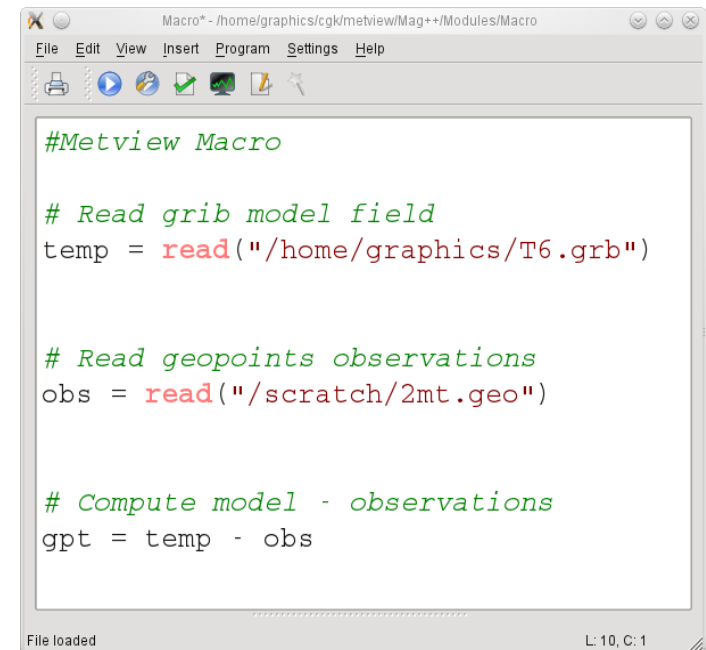 Macro* - /home/graphics/cgk/metview/Mag++/Modules/Macro
File Edit View Insert Program Settings Help
#Metview Macro
# Read grib model field
temp = read("/home/graphics/T6.grb")
# Read geopoints observations
obs = read("/scratch/2mt.geo")
# Compute model - observations
gpt = temp - obs
File loaded L: 10, C: 1